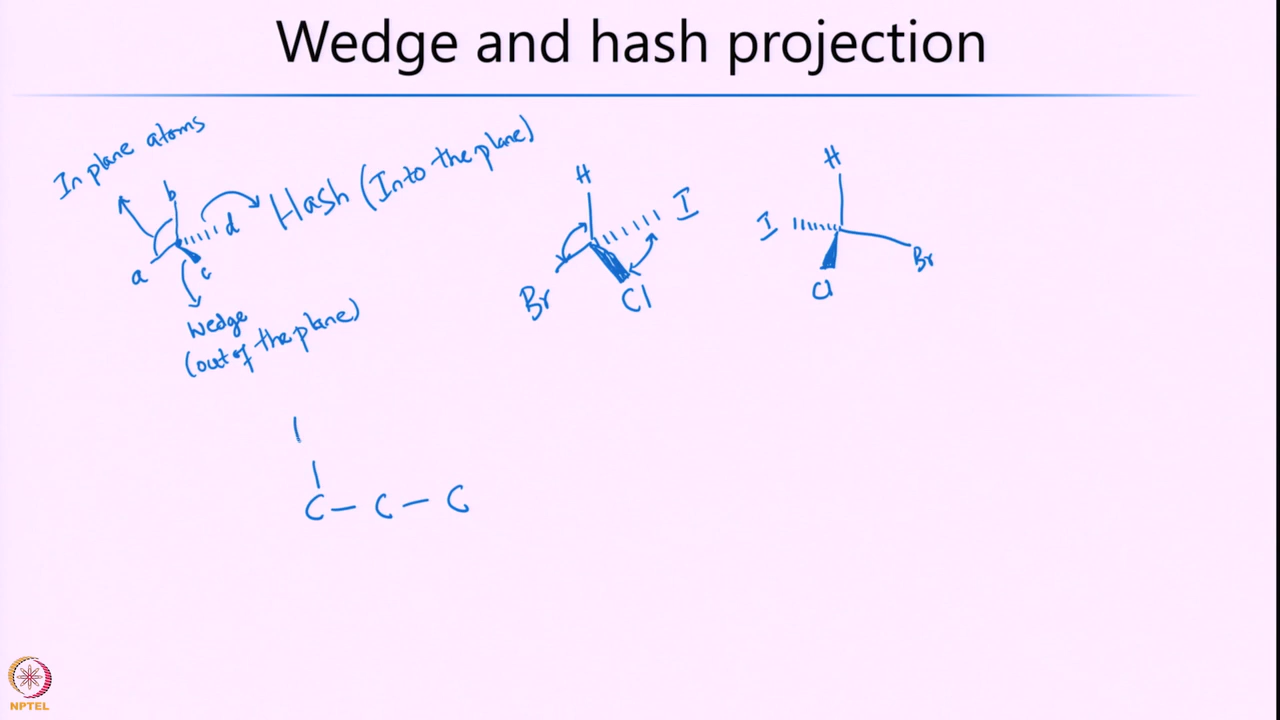 Wedge and hash projection
In plane atoms
b
a
d
c
Hash (Into the plane)
Wedge
(out of the plane)
H
I
Br
Cl
H
I
Br
Cl
C - C - C
NPTEL